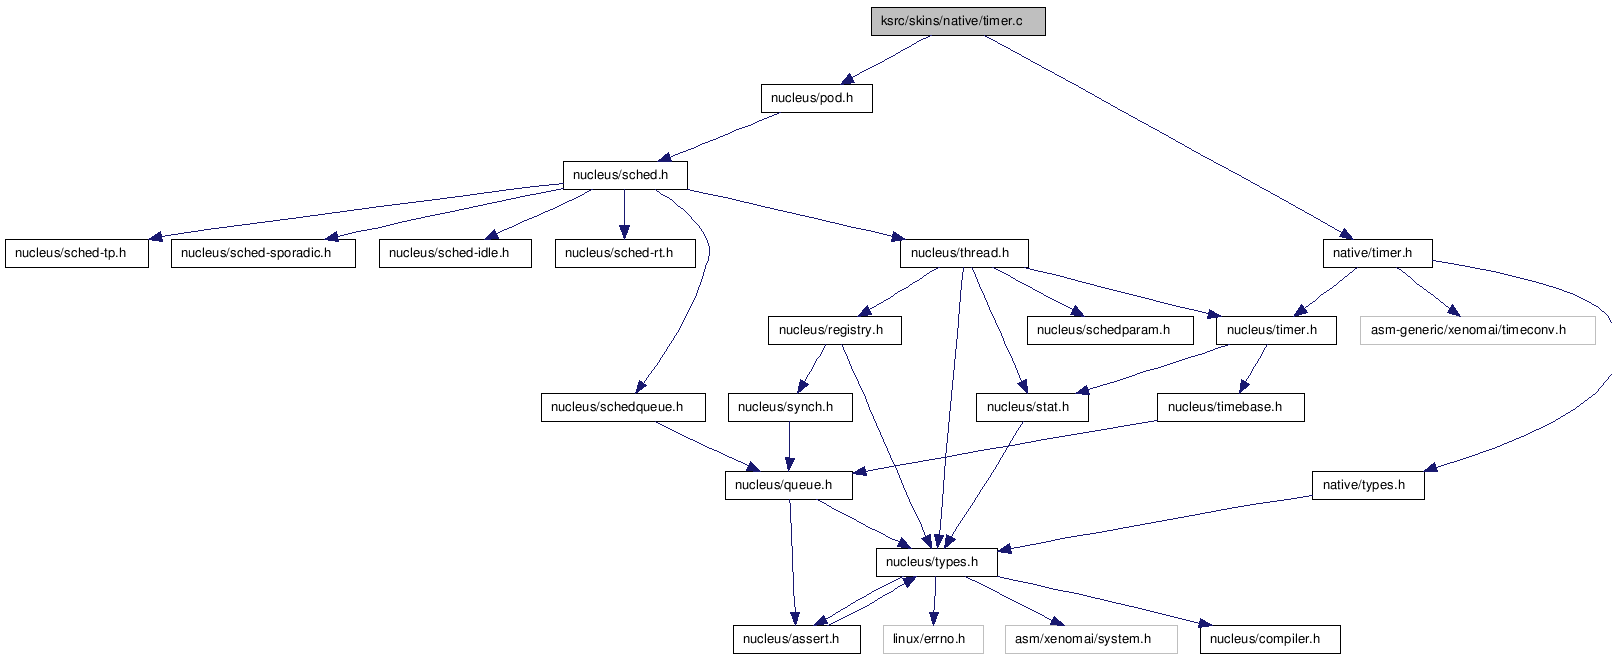 ksrc/skins/native/timer.c
nucleus/pod.h
nucleus/sched.h
nucleus/sched-tp.h
nucleus/sched-sporadic.h
nucleus/sched-idle.h
nucleus/sched-rt.h
nucleus/thread.h
native/timer.h
nucleus/registry.h
nucleus/schedparam.h
nucleus/timer.h
asm-generic/xenomai/timeconv.h
nucleus/schedqueue.h
nucleus/synch.h
nucleus/stat.h
nucleus/timebase.h
nucleus/queue.h
native/types.h
nucleus/types.h
nucleus/assert.h
linux/errno.h
asm/xenomai/system.h
nucleus/compiler.h